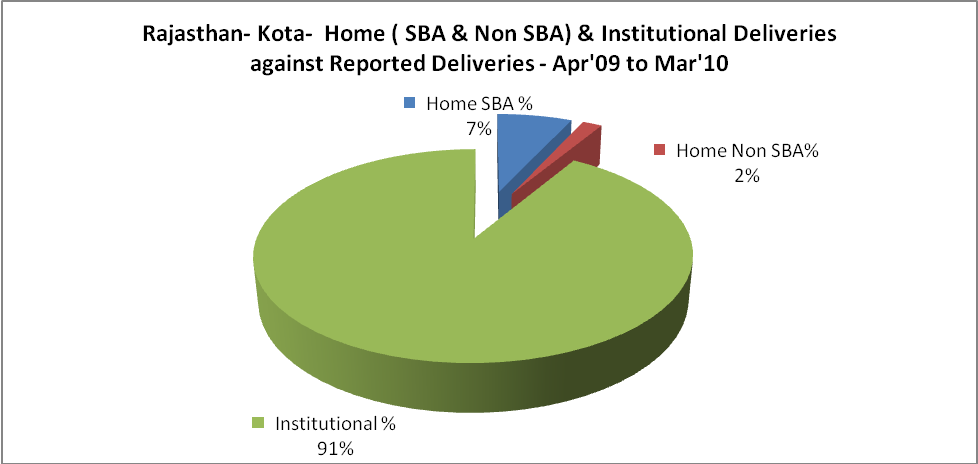 Rajasthan- Kota-  Home ( SBA & Non SBA) & Institutional Deliveries
against Reported Deliveries - Apr'09 to Mar'10
Home SBA %
7%
Home Non SBA%
2%
Institutional %
91%